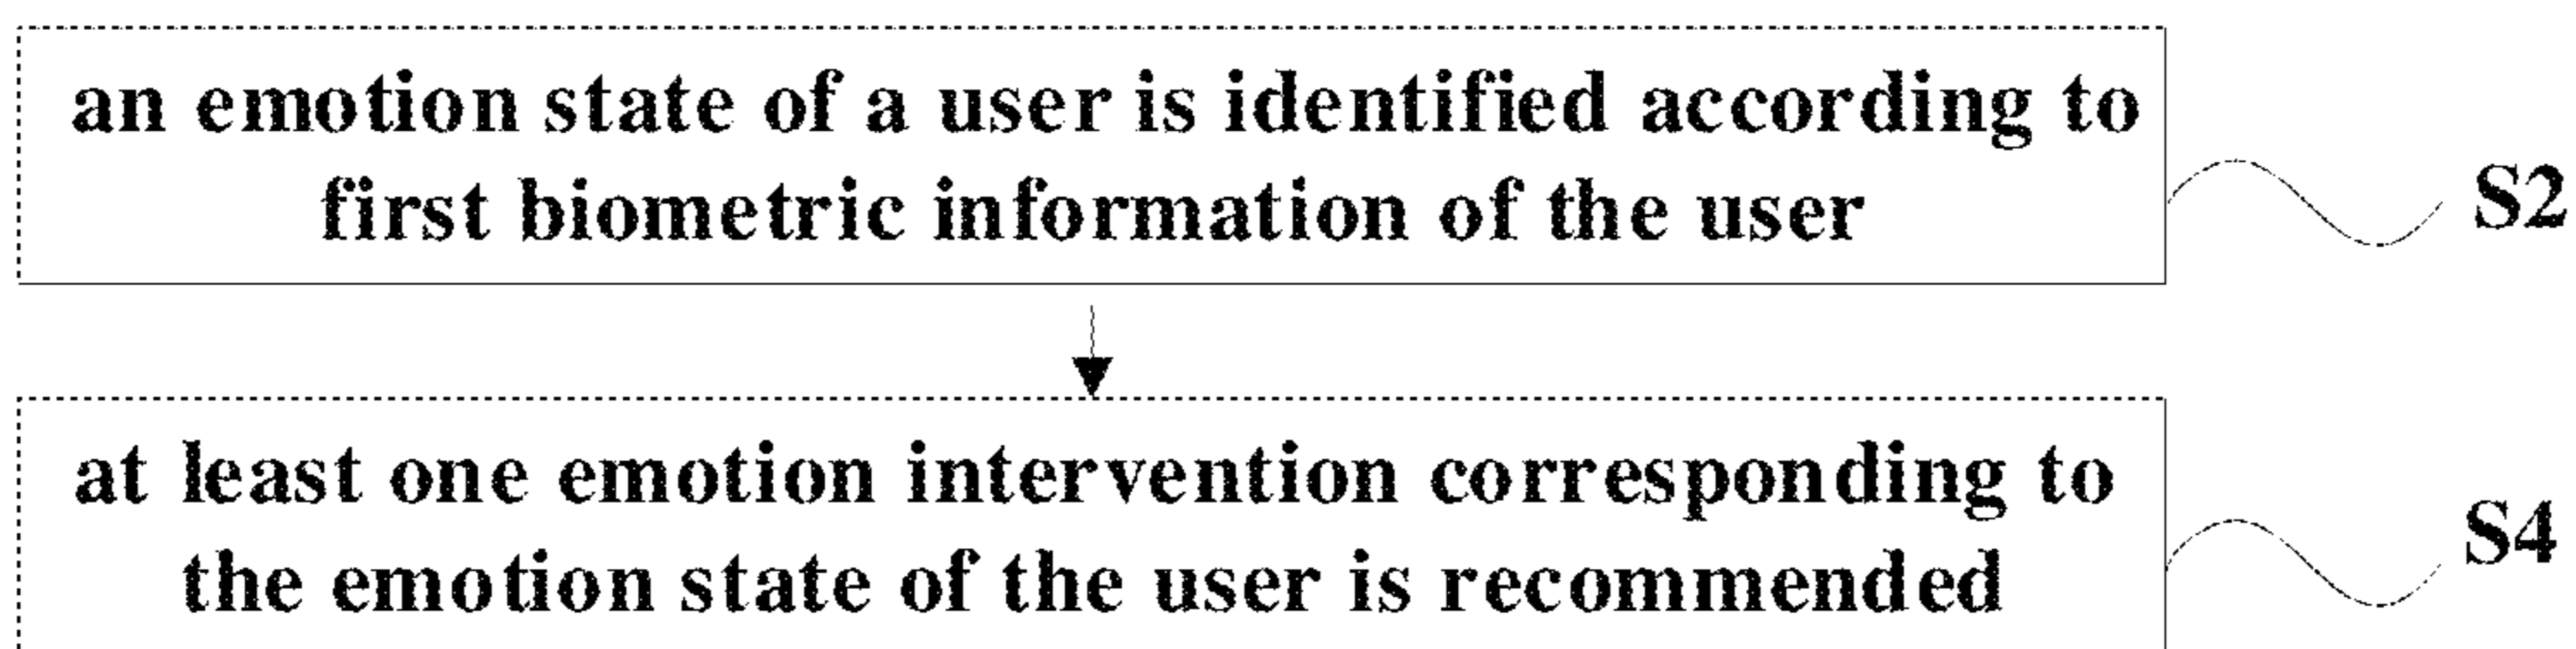 an emotion state of a user is identified according to
first biometric information of the user
S2
at least one emotion intervention corresponding to
the emotion state of the user is recommended
S4